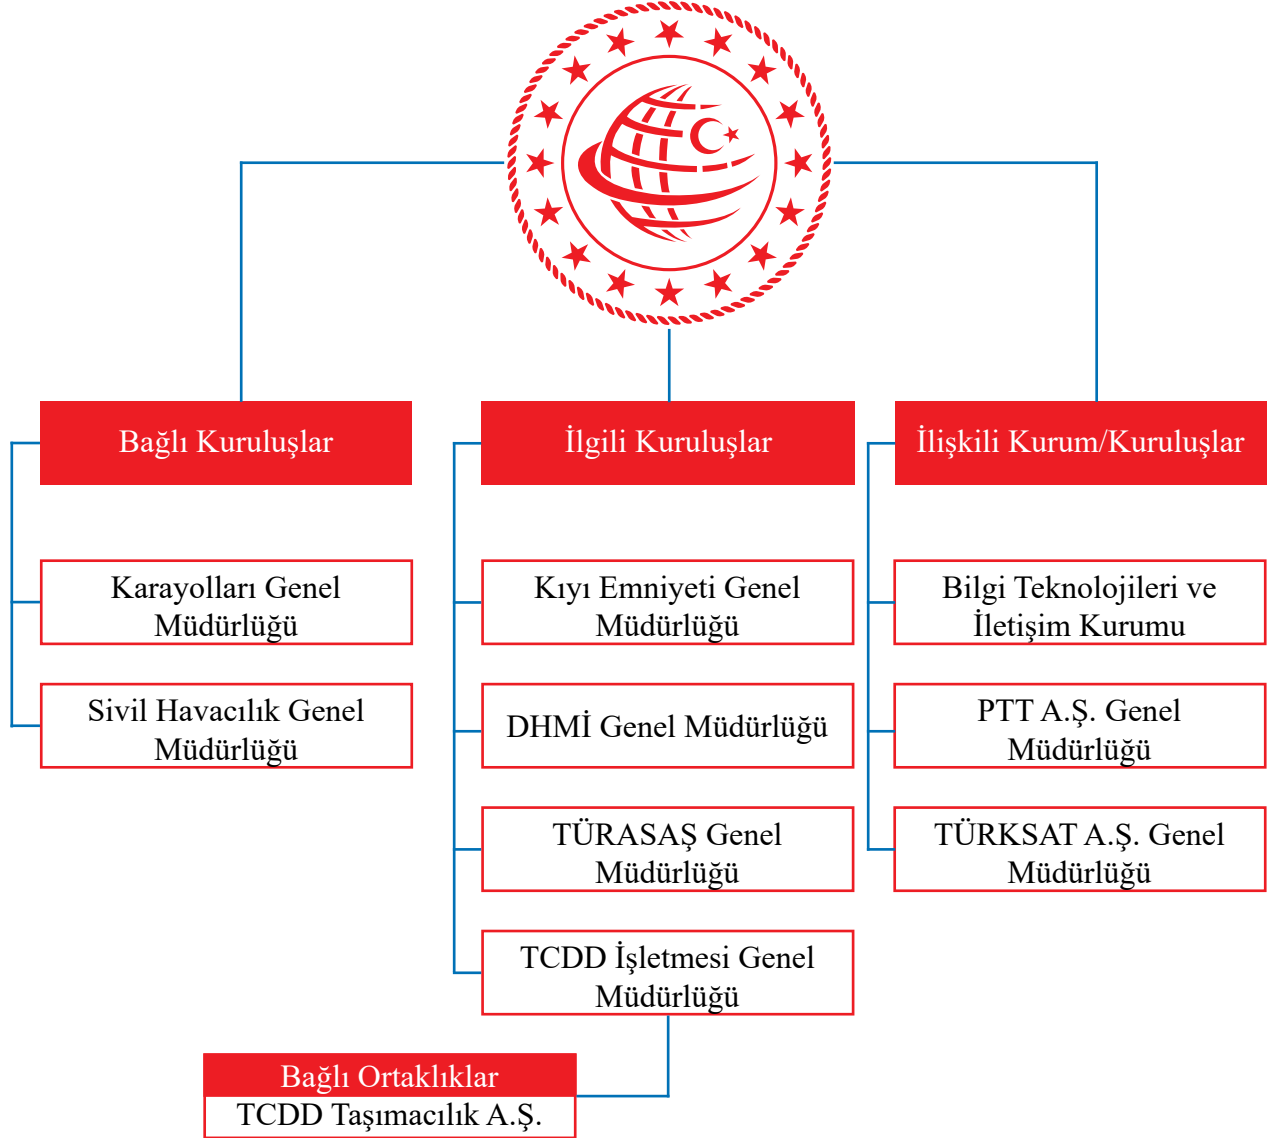 Bağlı Kuruluşlar
Karayolları Genel
Müdürlüğü
Sivil Havacılık Genel
Müdürlüğü
İlgili Kuruluşlar
Kıyı Emniyeti Genel
Müdürlüğü
DHMİ Genel Müdürlüğü
TÜRASAŞ Genel
Müdürlüğü
TCDD İşletmesi Genel
Müdürlüğü
Bağlı Ortaklıklar
TCDD Taşımacılık A.Ş.
İlişkili Kurum/Kuruluşlar
Bilgi Teknolojileri ve
İletişim Kurumu
PTT A.Ş. Genel
Müdürlüğü
TÜRKSAT A.Ş. Genel
Müdürlüğü